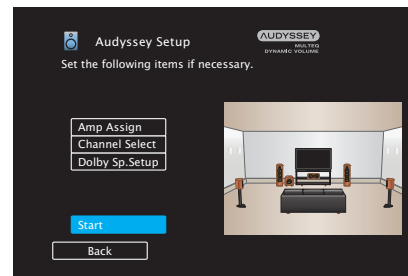 Audyssey Setup
AUDYSSEY
MULTEQ
DYNAMIC VOLUME
Set the following items if necessary.
Amp Assign
Channel Select
Dolby Sp.Setup
Start
Back